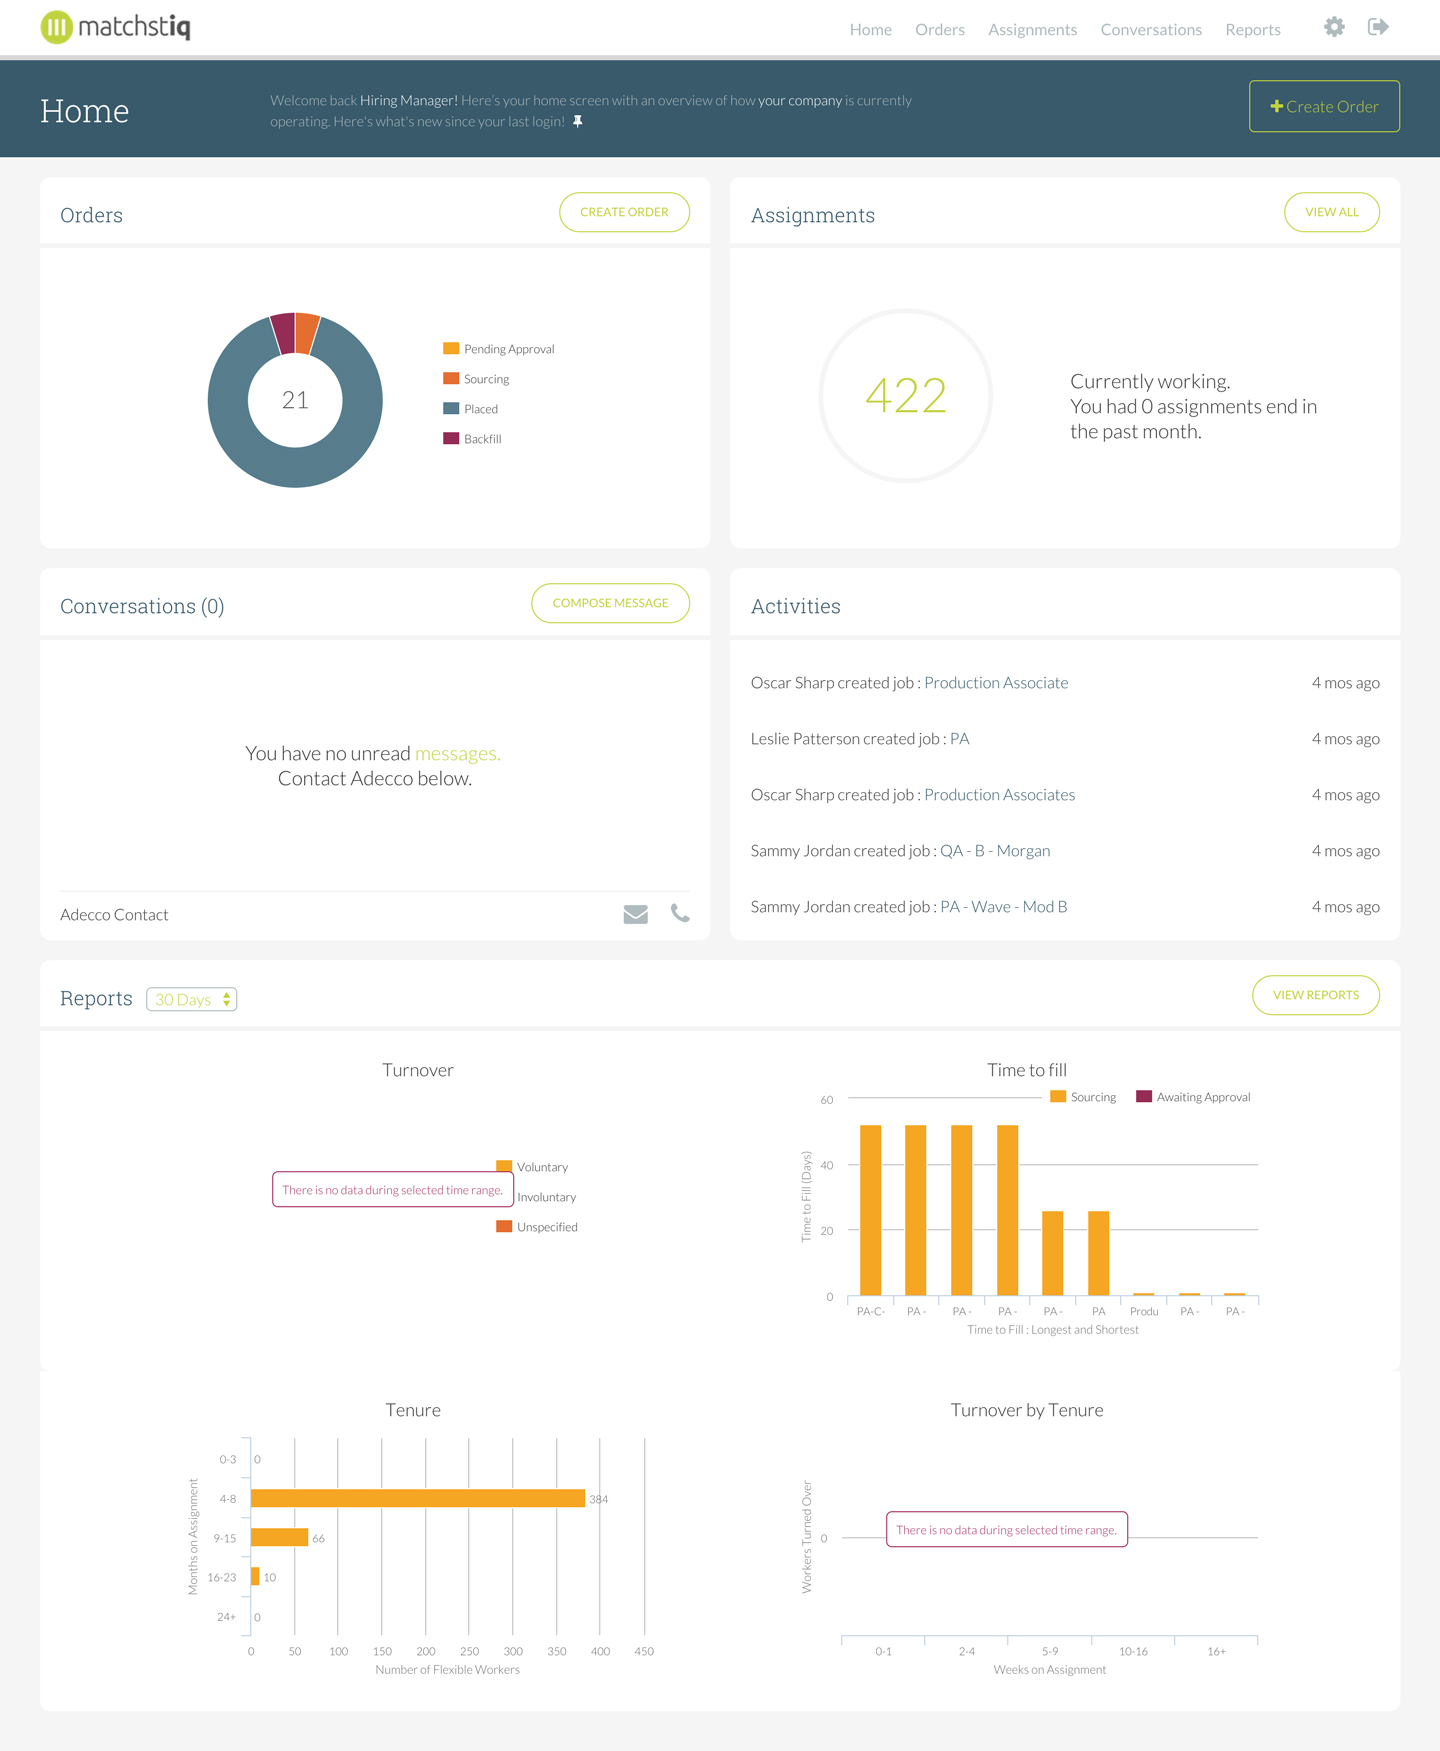 matchstiq
Home Orders Assignments Conversations Reports
Home
Welcome back Hiring Manager! Here's your home screen with an overview of how your company is currently
operating. Here's what's new since your last login!
Create Order
Orders
CREATE ORDER
21
Pending Approval
Sourcing
Placed
Backfill
Assignments
VIEW ALL
422
Currently working.
You had 0 assignments end in
the past month.
Conversations (0)
COMPOSE MESSAGE
You have no unread messages.
Contact Adecco below.
Adecco Contact
Activities
Oscar Sharp created job : Production Associate 4 mos ago
Leslie Patterson created job : PA 4 mos ago
Oscar Sharp created job : Production Associates 4 mos ago
Sammy Jordan created job : QA - B - Morgan 4 mos ago
Sammy Jordan created job : PA - Wave - Mod B 4 mos ago
Reports
30 Days
VIEW REPORTS
Turnover
Voluntary
There is no data during selected time range.
Involuntary
Unspecified
Time to fill
Sourcing Awaiting Approval
Time to Fill (Days)
60
40
20
0
PA-C- PA - PA - PA - PA - PA Produ PA - PA -
Time to Fill : Longest and Shortest
Tenure
Months on Assignment
0-3 0
4-8 384
9-15 66
16-23 10
24+ 0
0 50 100 150 200 250 300 350 400 450
Number of Flexible Workers
Turnover by Tenure
Workers Turned Over
0
There is no data during selected time range.
0-1 2-4 5-9 10-16 16+
Weeks on Assignment